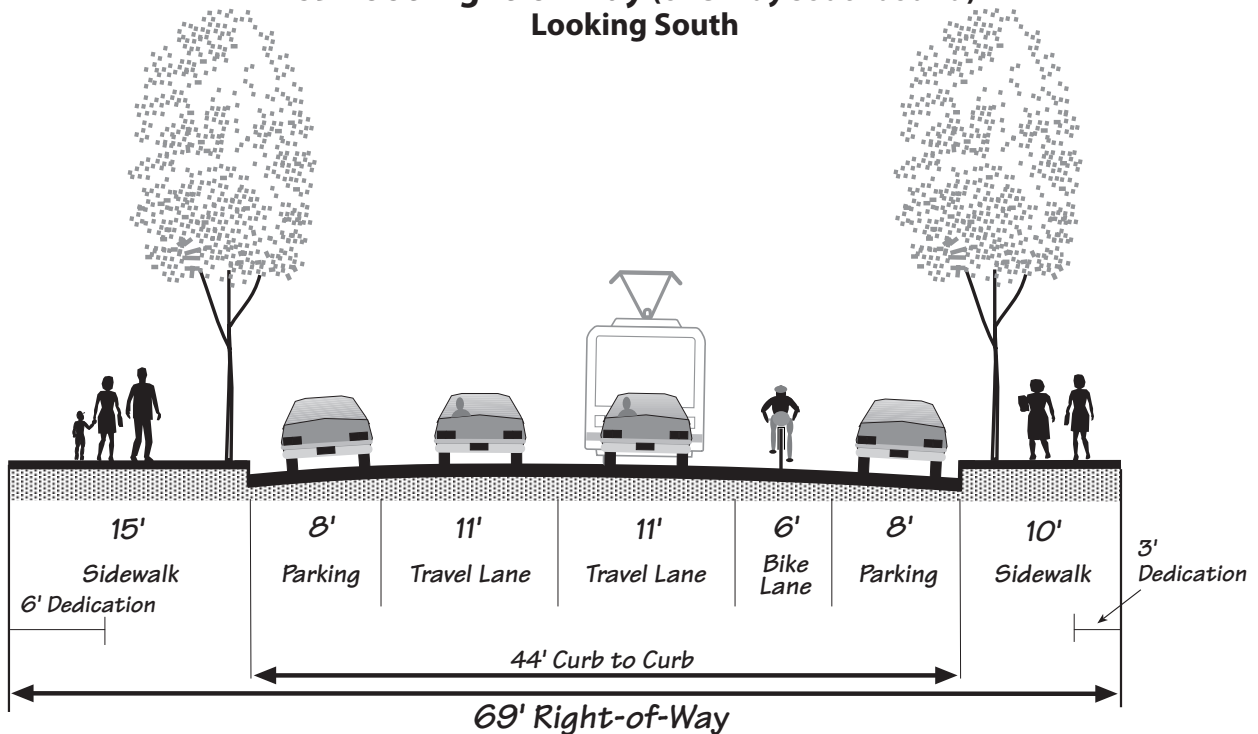 Looking South
15'
8'
11'
11'
6'
8'
10'
3'
Dedication
Sidewalk
Parking
Travel Lane
Travel Lane
Bike
Lane
Parking
Sidewalk
6' Dedication
44' Curb to Curb
69' Right-of-Way